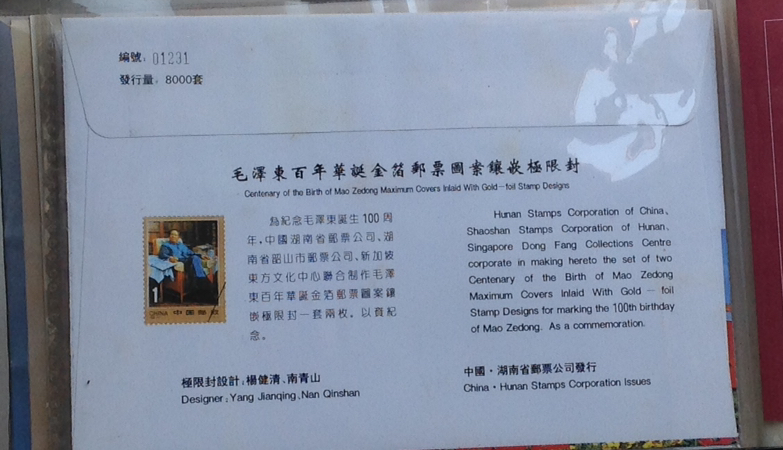 編號: 01231
發行量: 8000套
毛澤東百年華誕金箔郵票圖案鑲嵌極限封
Centenary of the Birth of Mao Zedong Maximum Covers Inlaid With Gold—foil Stamp Designs
為紀念毛澤東誕生100周
年,中國湖南省郵票公司、湖
南省韶山市郵票公司、新加坡
東方文化中心聯合制作毛澤
東百年華誕金箔郵票圖案鑲
嵌極限封一套兩枚。以資紀
念。
1
CHINA 中国邮政
Hunan Stamps Corporation of China、
Shaoshan Stamps Corporation of Hunan、
Singapore Dong Fang Collections Centre
corporate in making hereto the set of two
Centenary of the Birth of Mao Zedong
Maximum Covers Inlaid With Gold — foil
Stamp Designs for marking the 100th birthday
of Mao Zedong. As a commemoration.
極限封設計:楊健清、南青山
Designer:Yang Jianqing、Nan Qinshan
中國·湖南省郵票公司發行
China·Hunan Stamps Corporation Issues